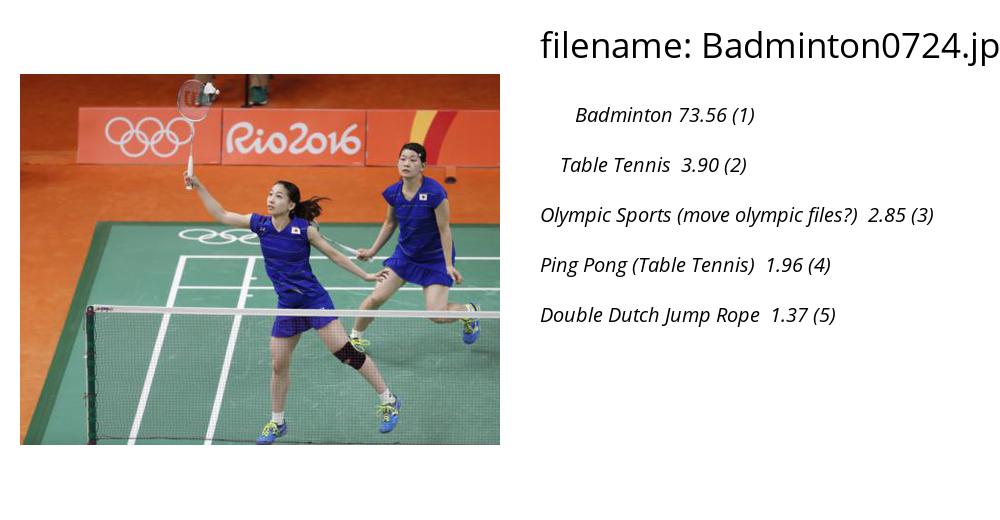 filename: Badminton0724.jp
Badminton 73.56 (1)
Table Tennis 3.90 (2)
Olympic Sports (move olympic files?) 2.85 (3)
Ping Pong (Table Tennis) 1.96 (4)
Double Dutch Jump Rope 1.37 (5)
Rio2016